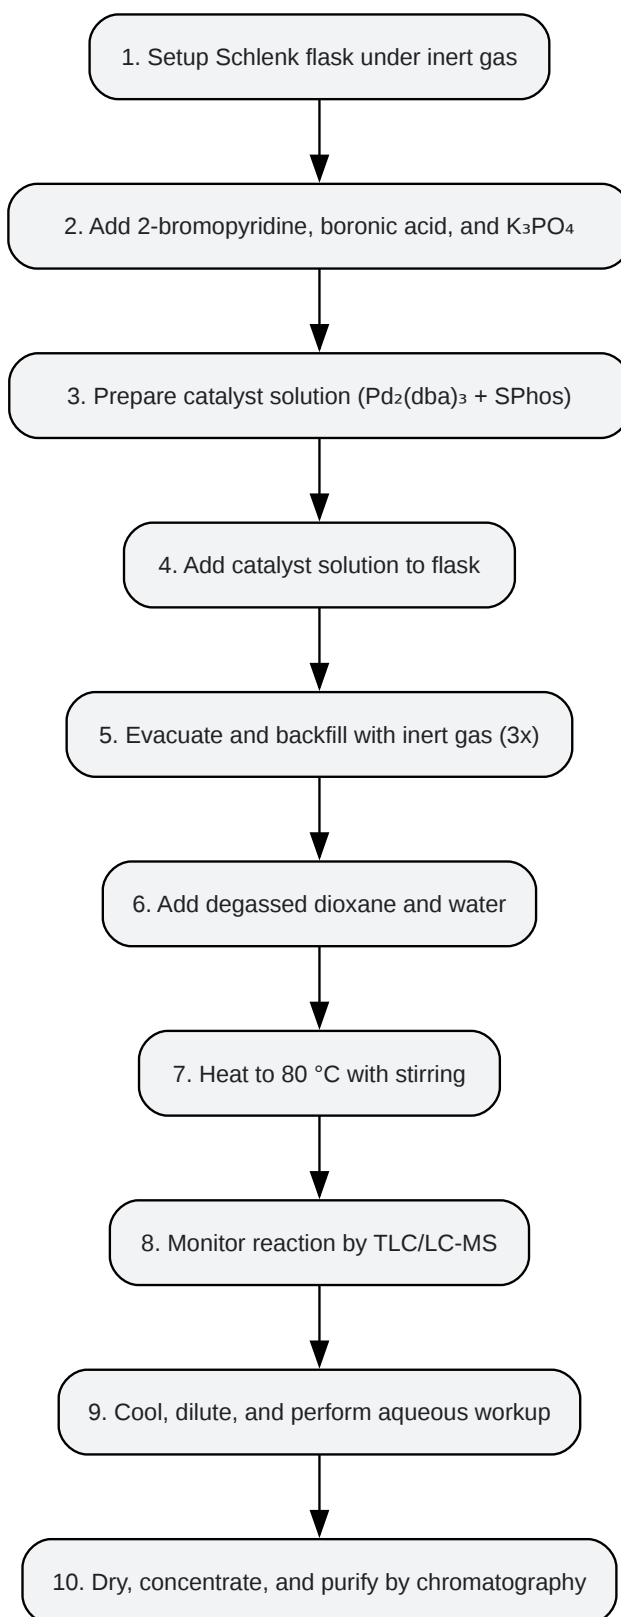 1. Setup Schlenk flask under inert gas
2. Add 2-bromopyridine, boronic acid, and K₃PO₄
3. Prepare catalyst solution (Pd₂(dba)₃ + SPhos)
4. Add catalyst solution to flask
5. Evacuate and backfill with inert gas (3x)
6. Add degassed dioxane and water
7. Heat to 80 °C with stirring
8. Monitor reaction by TLC/LC-MS
9. Cool, dilute, and perform aqueous workup
10. Dry, concentrate, and purify by chromatography